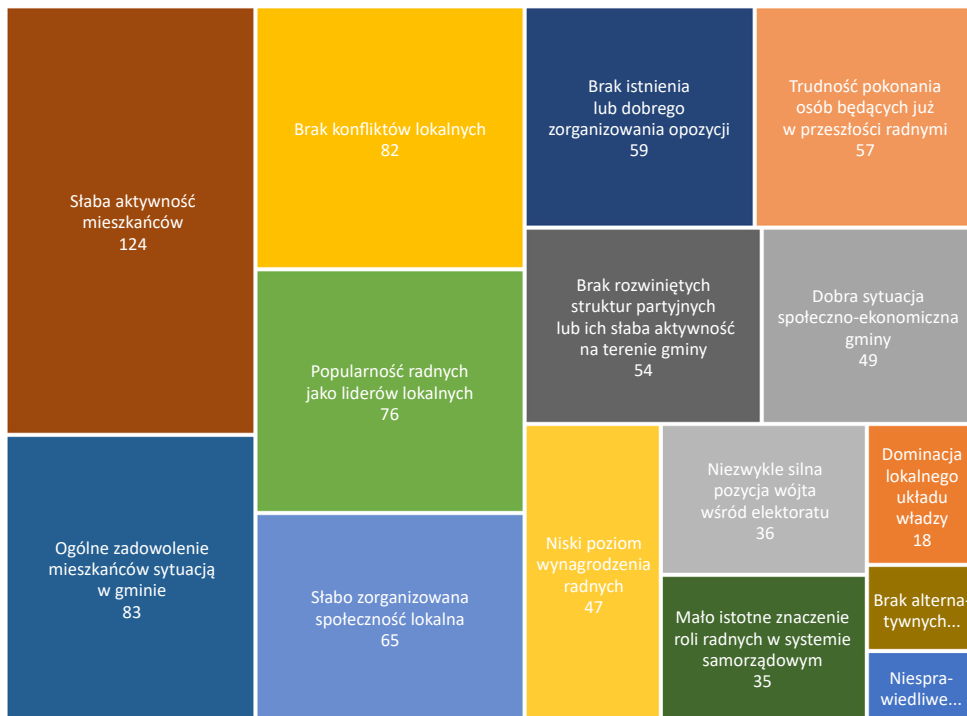 Słaba aktywność
mieszkańców
124
Ogólne zadowolenie
mieszkańców sytuacją
w gminie
83
Brak konfliktów lokalnych
82
Popularność radnych
jako liderów lokalnych
76
Słabo zorganizowana
społeczność lokalna
65
Brak istnienia
lub dobrego
zorganizowania opozycji
59
Trudność pokonania
osób będących już
w przeszłości radnymi
57
Brak rozwiniętych
struktur partyjnych
lub ich słaba aktywność
na terenie gminy
54
Dobra sytuacja
społeczno-ekonomiczna
gminy
49
Niski poziom
wynagrodzenia
radnych
47
Niezwykle silna
pozycja wójta
wśród elektoratu
36
Mało istotne znaczenie
roli radnych w systemie
samorządowym
35
Dominacja
lokalnego
układu
władzy
18
Brak alterna-
tywnych...
Niespra-
wiedliwe...